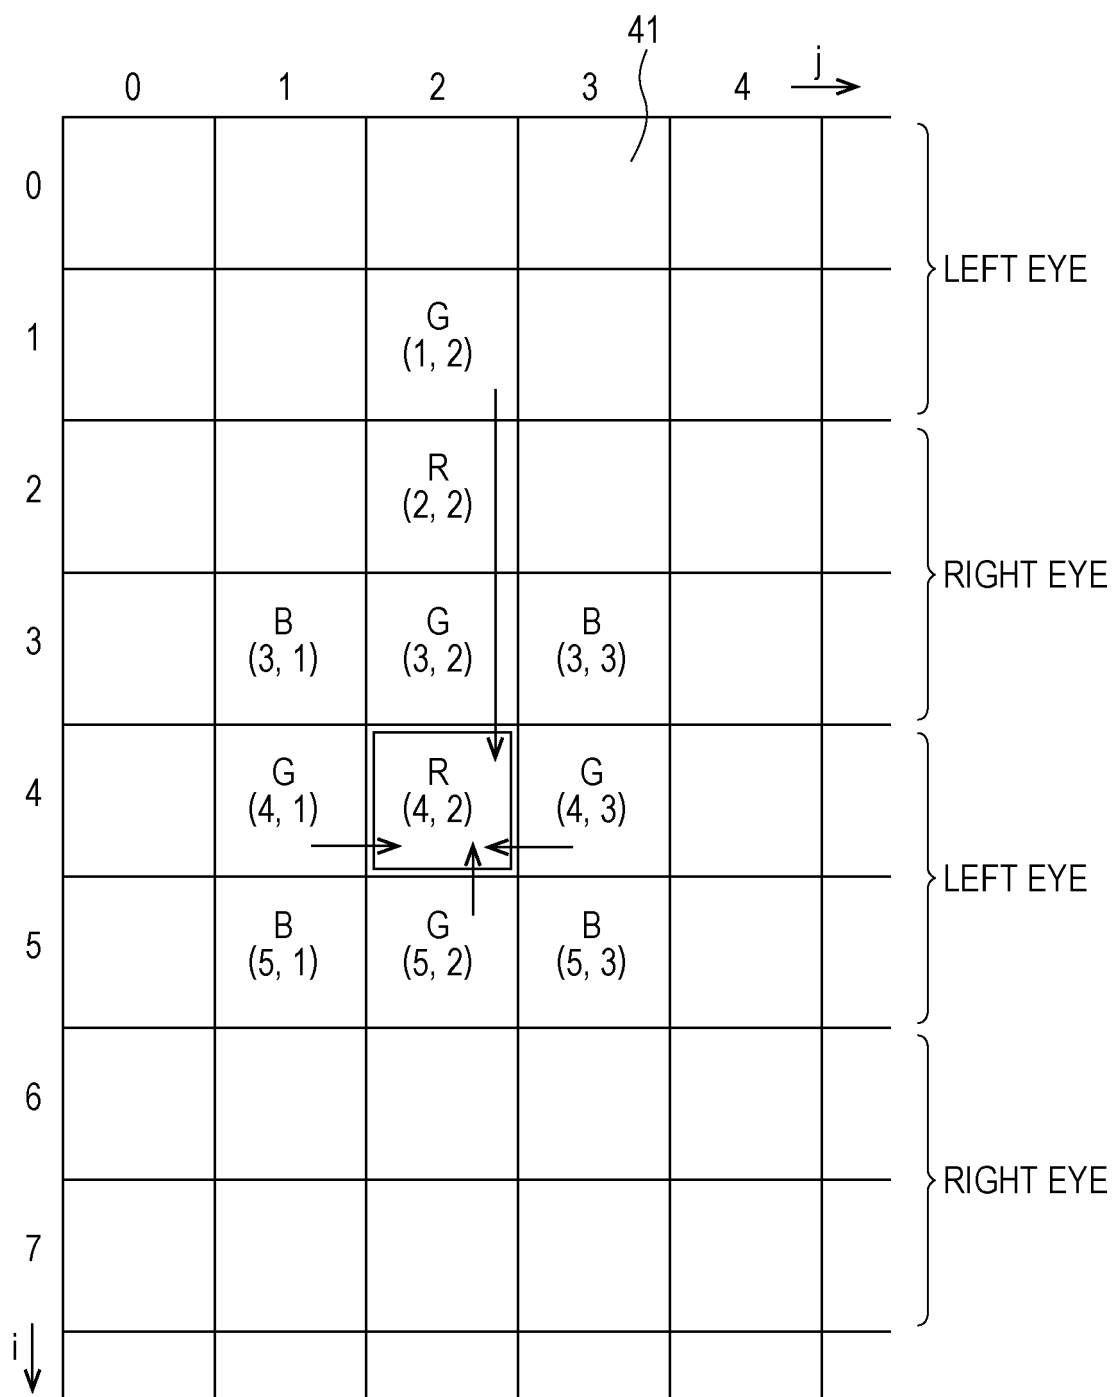 41
j
0 1 2 3 4
0
LEFT EYE
1
G
(1, 2)
2
R
(2, 2)
RIGHT EYE
3
B G B
(3, 1) (3, 2) (3, 3)
4
G R G
(4, 1) (4, 2) (4, 3)
LEFT EYE
5
B G B
(5, 1) (5, 2) (5, 3)
6
RIGHT EYE
7
i